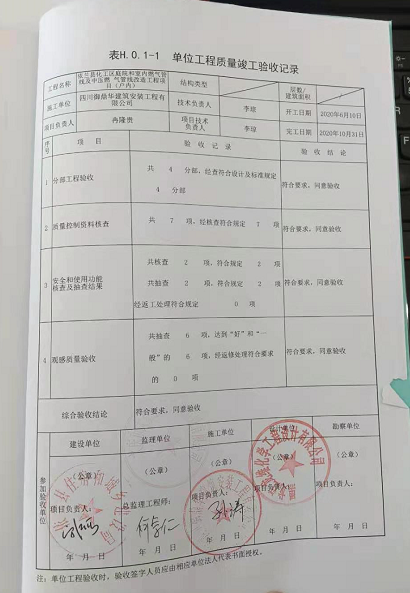 表H.0.1-1 单位工程质量竣工验收记录
工程名称
依兰县化工区庭院和室内燃气管
线及中压燃 气管线改造工程项
目（户内）
结构类型
层数/
建筑面积
施工单位
四川御鼎华建筑安装工程有
限公司
技术负责人
李琼
开工日期
2020年6月10日
项目负责人
冉隆贵
项目技术
负责人
李琼
完工日期
2020年10月31日
序
号
项 目
验 收 记 录
验 收 结 论
1
分部工程验收
共 4 分部，经查符合设计及标准规定
4 分部
符合要求，同意验收
2
质量控制资料核查
共 7 项，经核查符合规定 7 项
符合要求，同意验收
3
安全和使用功能
核查及抽查结果
共核查 2 项，符合规定 2 项
共抽查 2 项，符合规定 2 项
经返工处理符合规定 0 项
符合要求，同意验收
4
观感质量验收
共抽查 6 项，达到“好”和“一
般”的 6 项，经返修处理符合要求
的 0 项
符合要求，同意验收
综合验收结论
符合要求，同意验收
参加验收单位
建设单位
监理单位
施工单位
设计单位
勘察单位
（公章）
（公章）
（公章）
（公章）
（公章）
项目负责人：
总监理工程师：
项目负责人：
项目负责人：
项目负责人：
年 月 日
年 月 日
年 月 日
年 月 日
年 月 日
注：单位工程验收时，验收签字人员应由相应单位法人代表书面授权。